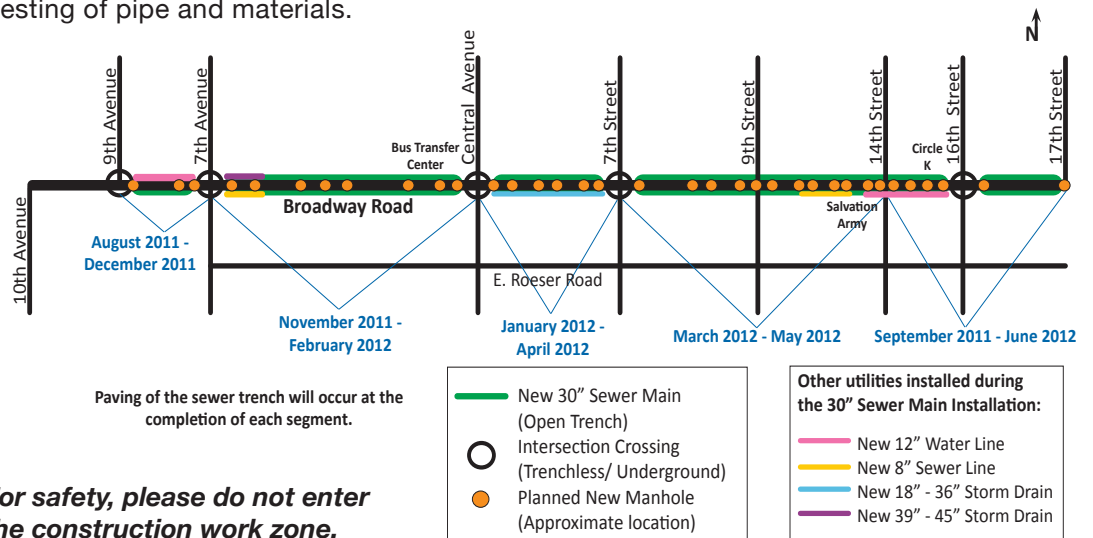 esting of pipe and materials.
N
9th Avenue
7th Avenue
Central Avenue
7th Street
9th Street
14th Street
16th Street
17th Street
Bus Transfer
Center
Circle
K
Broadway Road
Salvation
Army
10th Avenue
August 2011 -
December 2011
E. Roeser Road
November 2011 -
February 2012
January 2012 -
April 2012
March 2012 - May 2012
September 2011 - June 2012
Paving of the sewer trench will occur at the
completion of each segment.
New 30” Sewer Main
(Open Trench)
Intersection Crossing
(Trenchless/ Underground)
Planned New Manhole
(Approximate location)
Other utilities installed during
the 30” Sewer Main Installation:
New 12” Water Line
New 8” Sewer Line
New 18” - 36” Storm Drain
New 39” - 45” Storm Drain
or safety, please do not enter
he construction work zone.